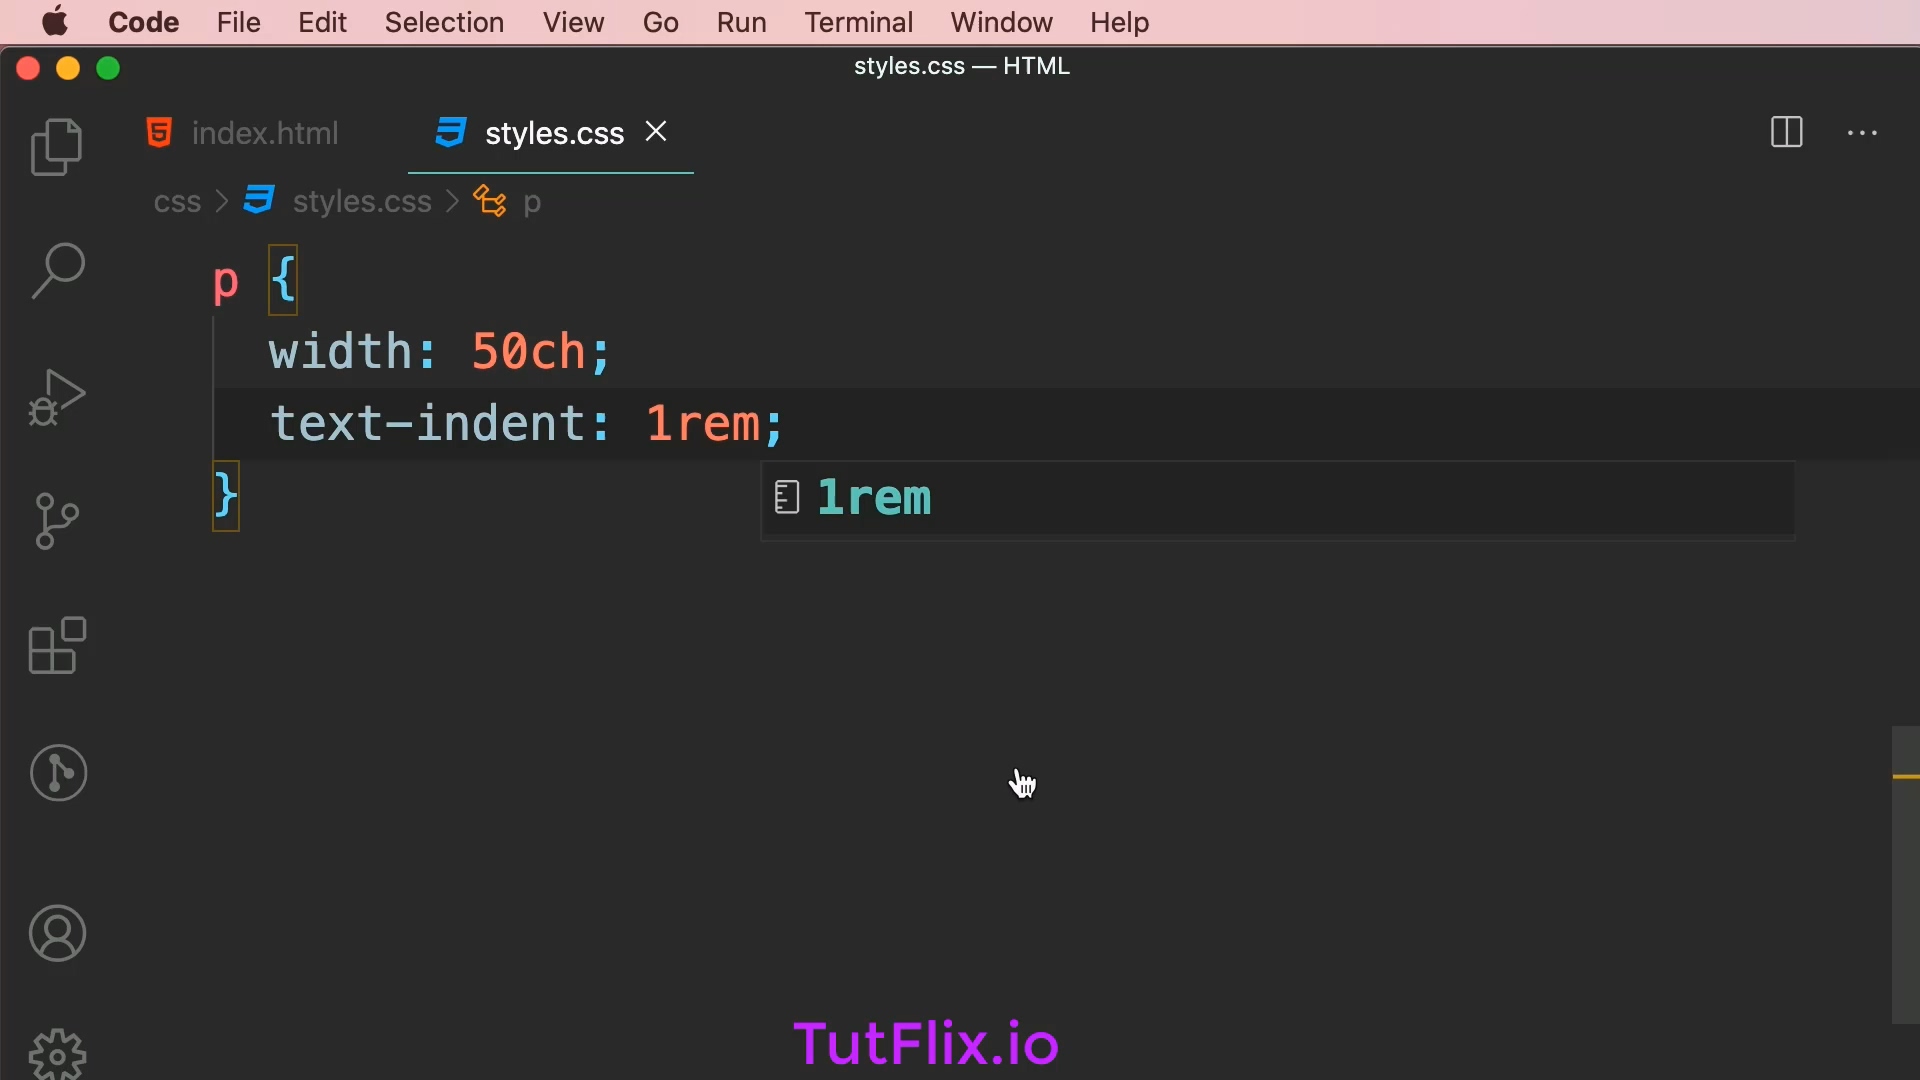 Code File Edit Selection View Go Run Terminal Window Help
styles.css — HTML
index.html styles.css
css > styles.css > p
p {
width: 50ch;
text-indent: 1rem;
}
1rem
TutFlix.io